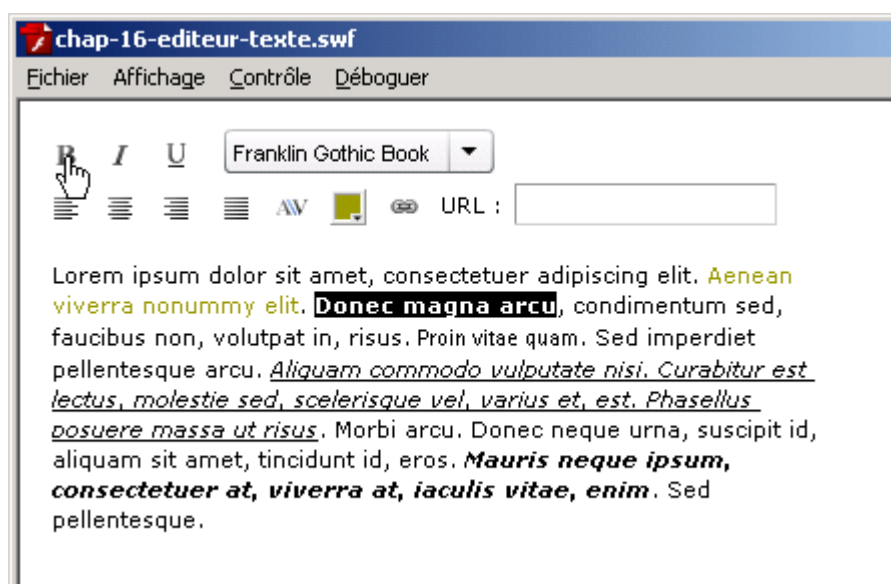 chap-16-editeur-texte.swf
Fichier Affichage Contrôle Déboguer
B I U Franklin Gothic Book
AV URL :
Lorem ipsum dolor sit amet, consectetuer adipiscing elit. Aenean
viverra nonummy elit. Donec magna arcu, condimentum sed,
faucibus non, volutpat in, risus. Proin vitae quam. Sed imperdiet
pellentesque arcu. Aliquam commodo vulputate nisi. Curabitur est
lectus, molestie sed, scelerisque vel, varius et, est. Phasellus
posuere massa ut risus. Morbi arcu. Donec neque urna, suscipit id,
aliquam sit amet, tincidunt id, eros. Mauris neque ipsum,
consectetuer at, viverra at, iaculis vitae, enim. Sed
pellentesque.